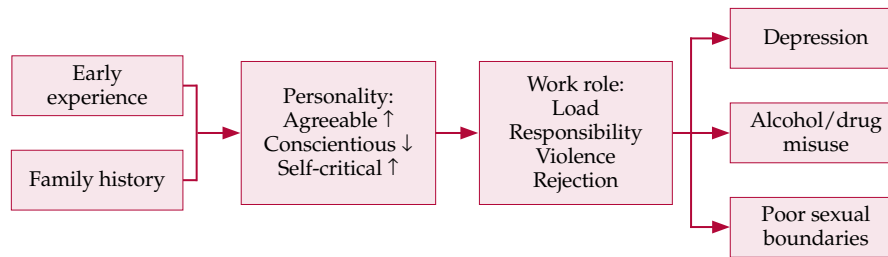 Early
experience
Family history
Personality:
Agreeable ↑
Conscientious ↓
Self-critical ↑
Work role:
Load
Responsibility
Violence
Rejection
Depression
Alcohol/drug
misuse
Poor sexual
boundaries